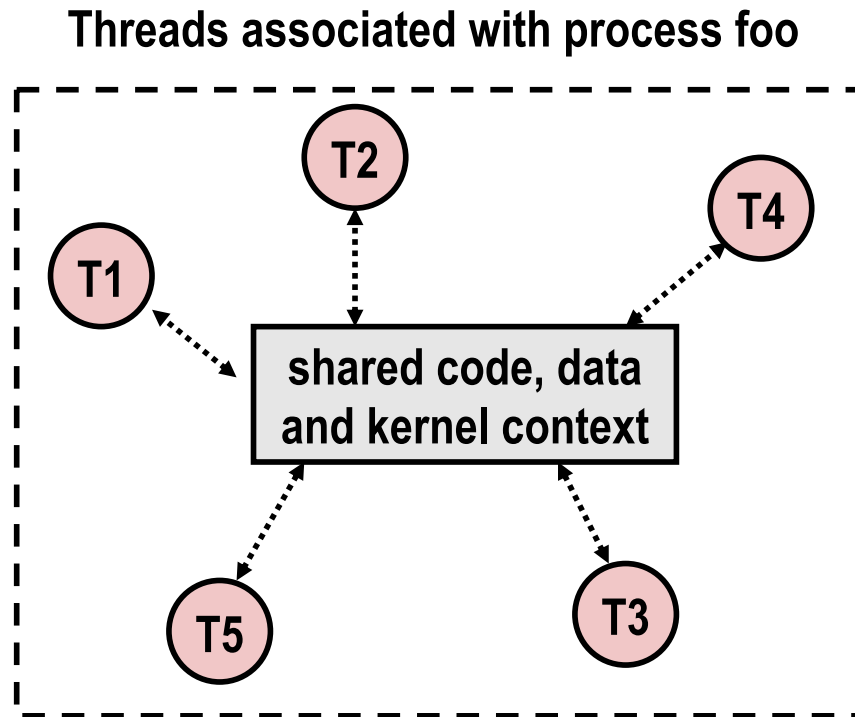 Threads associated with process foo
T2
T4
T1
shared code, data
and kernel context
T5
T3